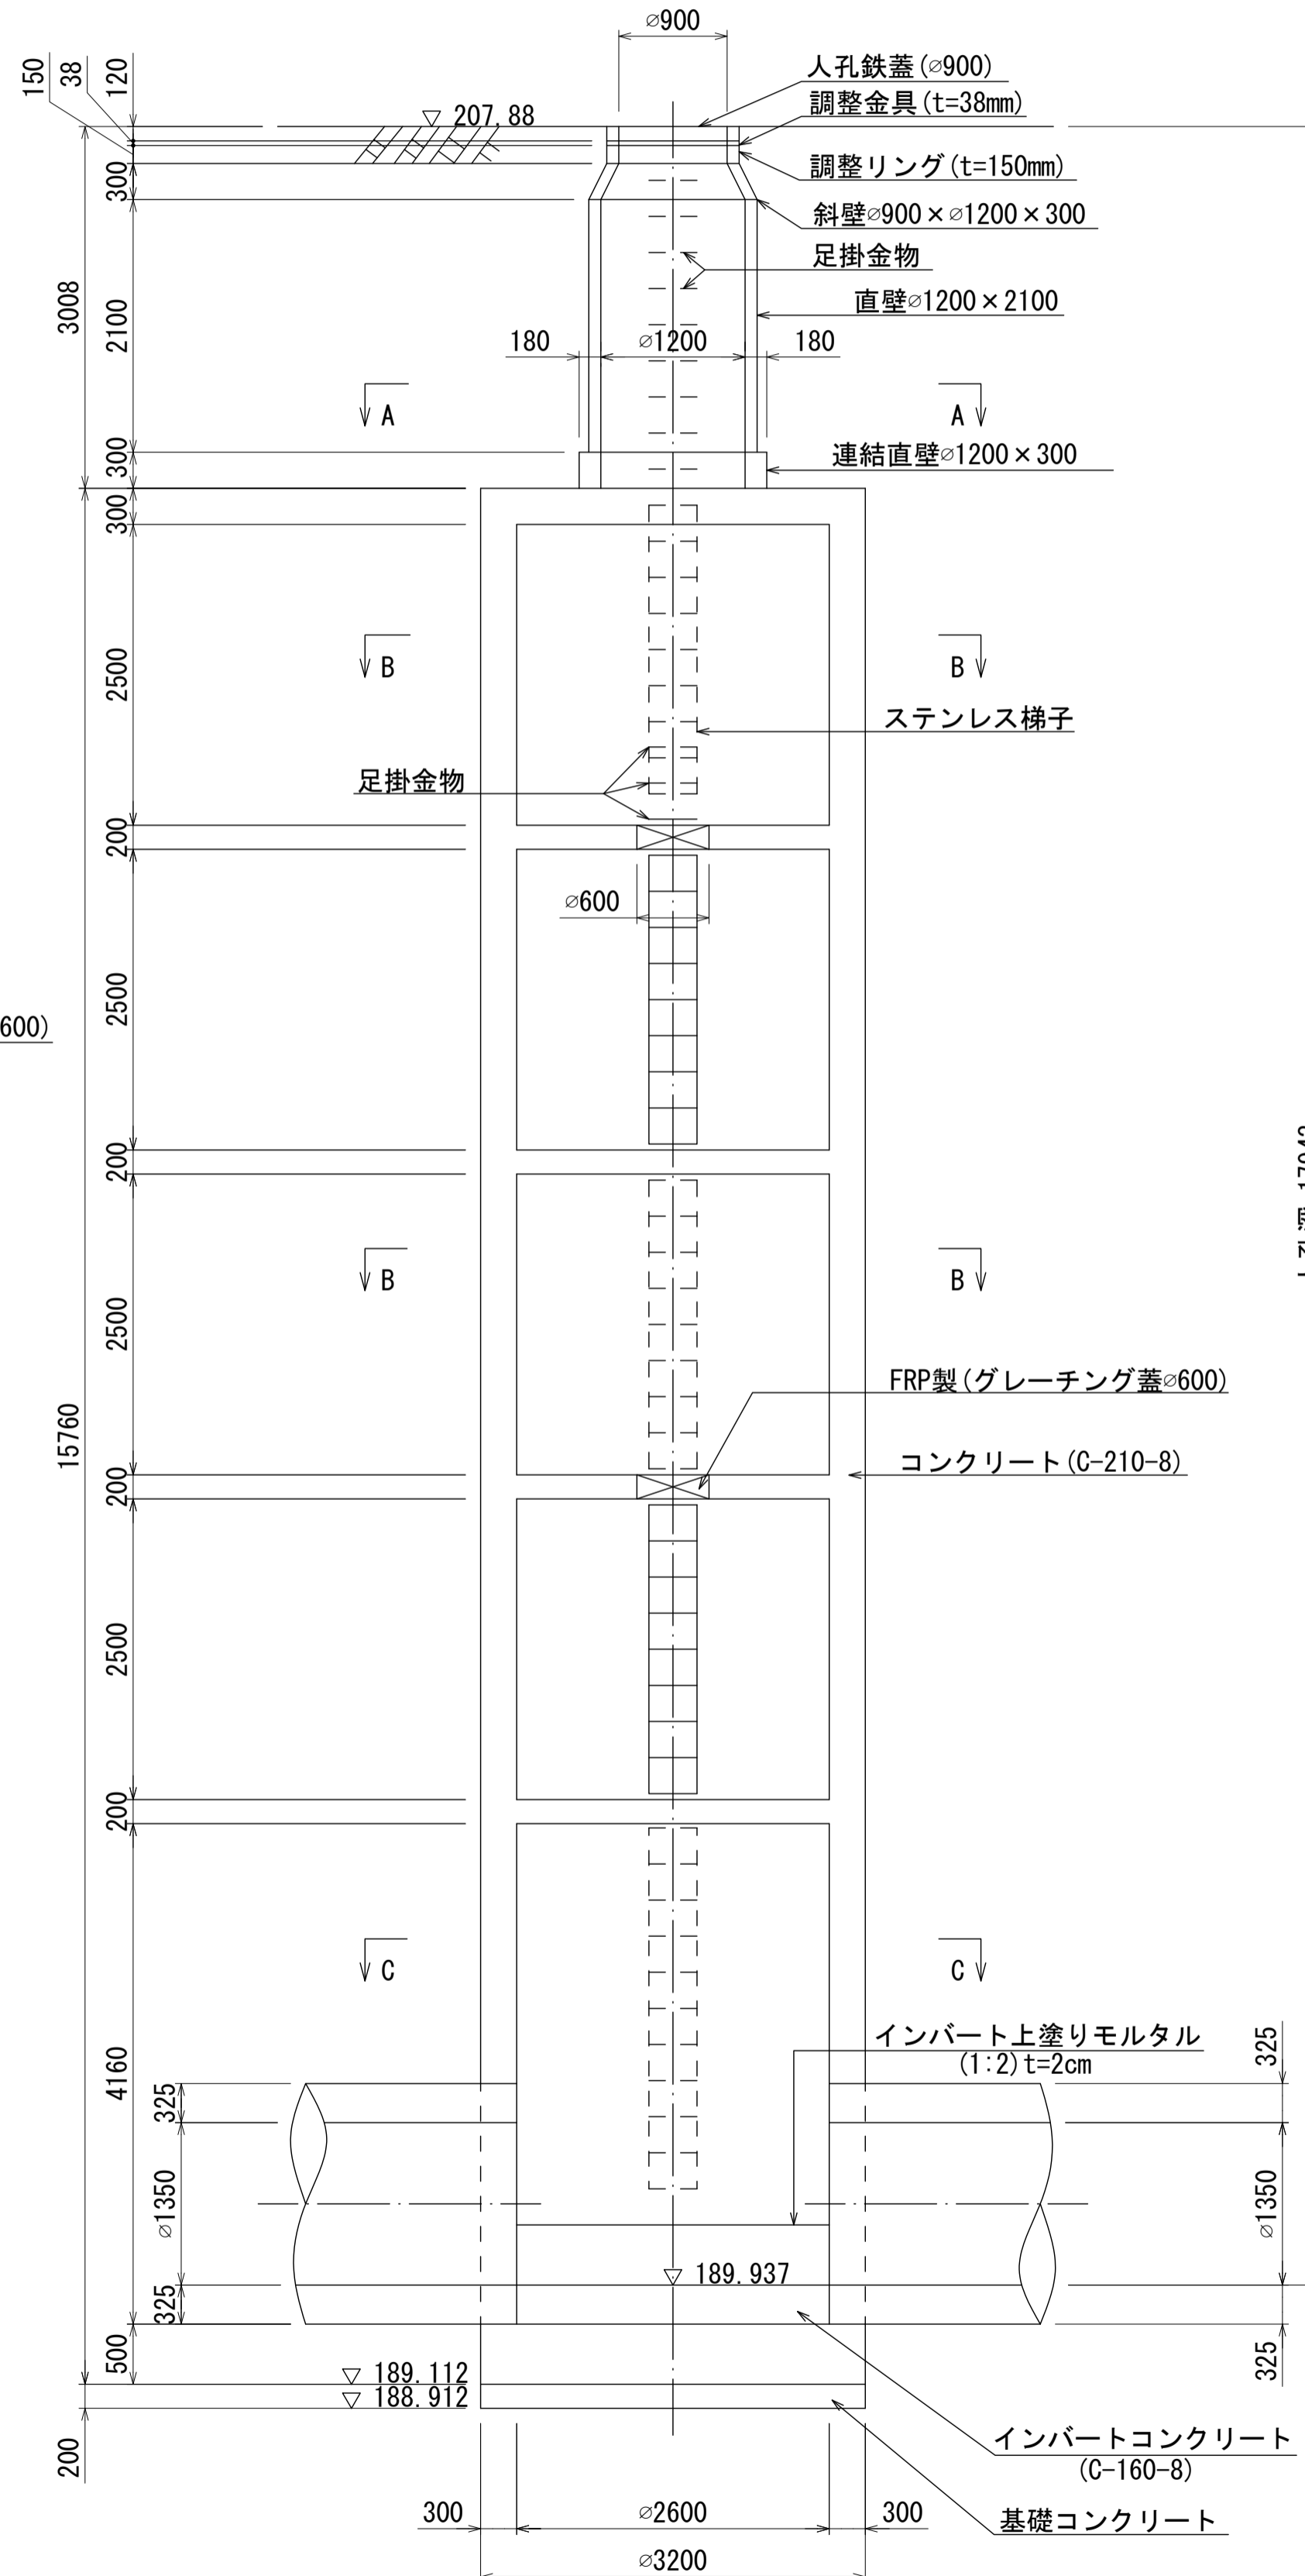 ⌀900
150
38
120
人孔鉄蓋(⌀900)
調整金具(t=38mm)
207.88
調整リング(t=150mm)
300
斜壁⌀900×⌀1200×300
足掛金物
3008
2100
直壁⌀1200×2100
180
⌀1200
180
A
A
300
連結直壁⌀1200×300
300
2500
B
B
ステンレス梯子
足掛金物
200
⌀600
2500
600)
200
B
B
2500
FRP製(グレーチング蓋⌀600)
15760
コンクリート(C-210-8)
200
2500
200
C
C
インバート上塗りモルタル
(1:2)t=2cm
325
4160
325
⌀1350
⌀1350
189.937
325
325
500
189.112
188.912
200
インバートコンクリート
(C-160-8)
300
⌀2600
300
基礎コンクリート
⌀3200